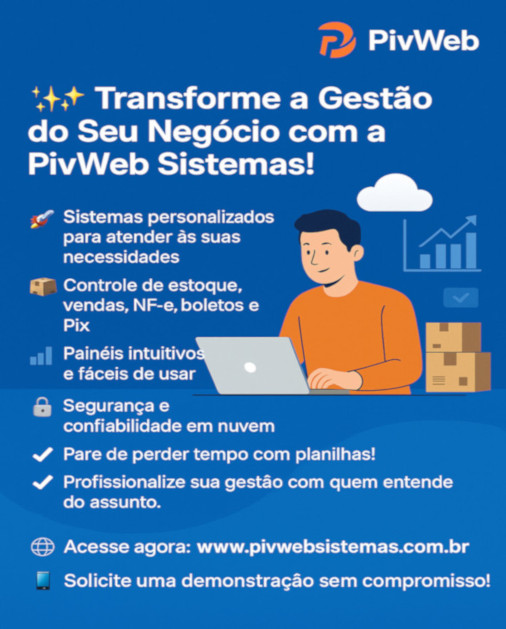 PivWeb
✨ Transforme a Gestão
do Seu Negócio com a
PivWeb Sistemas!
🚀 Sistemas personalizados
para atender às suas
necessidades
📦 Controle de estoque,
vendas, NF-e, boletos e
Pix
📊 Painéis intuitivos
e fáceis de usar
🔒 Segurança e
confiabilidade em nuvem
✔ Pare de perder tempo com planilhas!
✔ Profissionalize sua gestão com quem entende
do assunto.
🌐 Acesse agora: www.pivwebsistemas.com.br
📱 Solicite uma demonstração sem compromisso!